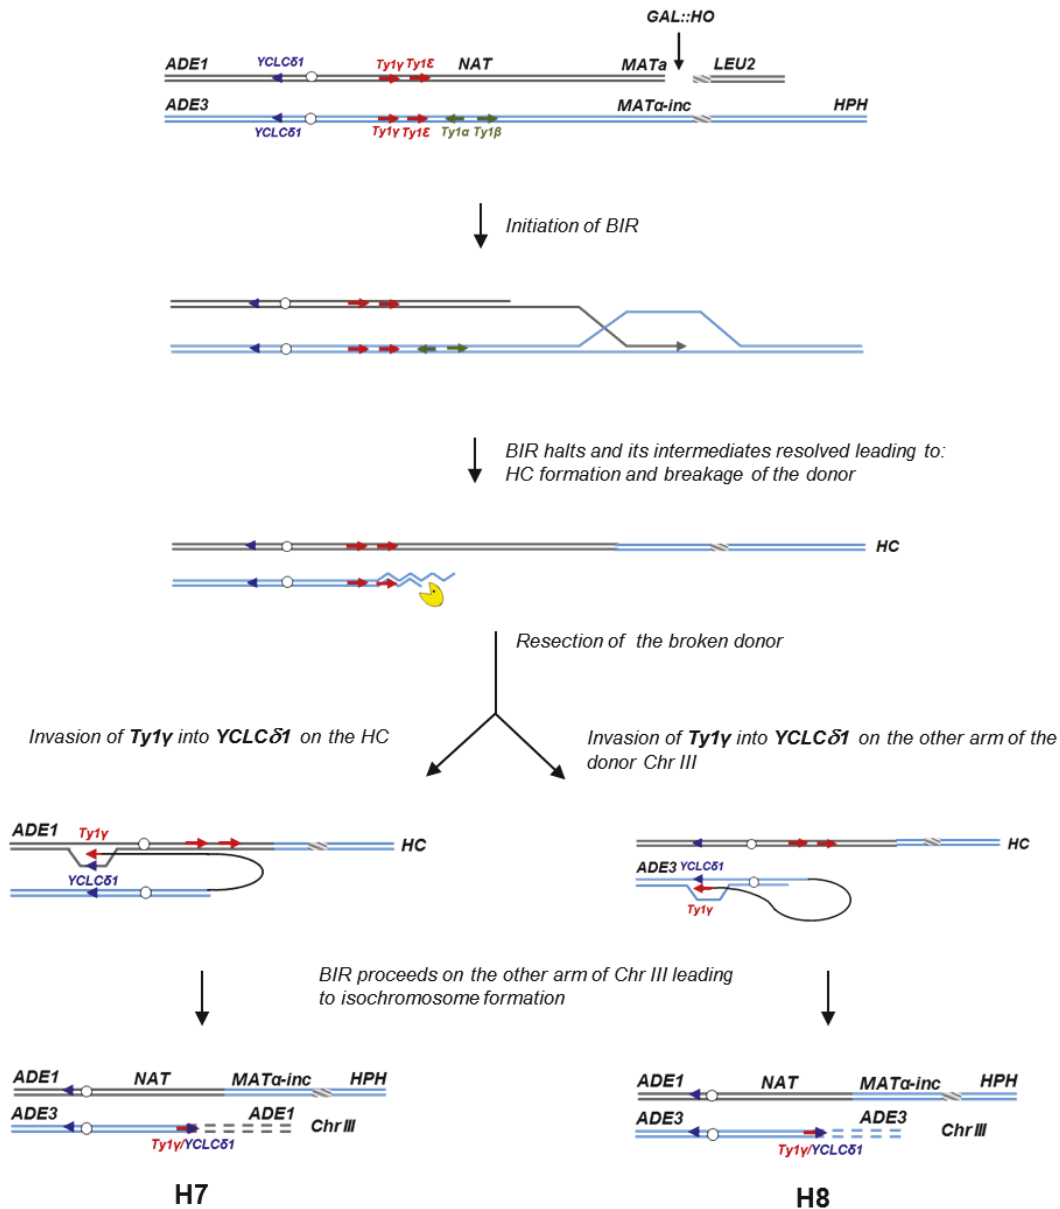 GAL::HO
ADE1 YCLCδ1 Ty1γ Ty1ε NAT MATa LEU2
ADE3 MATα-inc HPH
YCLCδ1 Ty1γ Ty1ε Ty1α Ty1β
Initiation of BIR
BIR halts and its intermediates resolved leading to:
HC formation and breakage of the donor
HC
Resection of the broken donor
Invasion of Ty1γ into YCLCδ1 on the HC
Invasion of Ty1γ into YCLCδ1 on the other arm of the
donor Chr III
ADE1 Ty1γ
HC
YCLCδ1
HC
ADE3 YCLCδ1
Ty1γ
BIR proceeds on the other arm of Chr III leading
to isochromosome formation
ADE1 NAT MATα-inc HPH
ADE3 ADE1
Chr III
Ty1γ/YCLCδ1
H7
ADE1 NAT MATα-inc HPH
ADE3 ADE3
Chr III
Ty1γ/YCLCδ1
H8